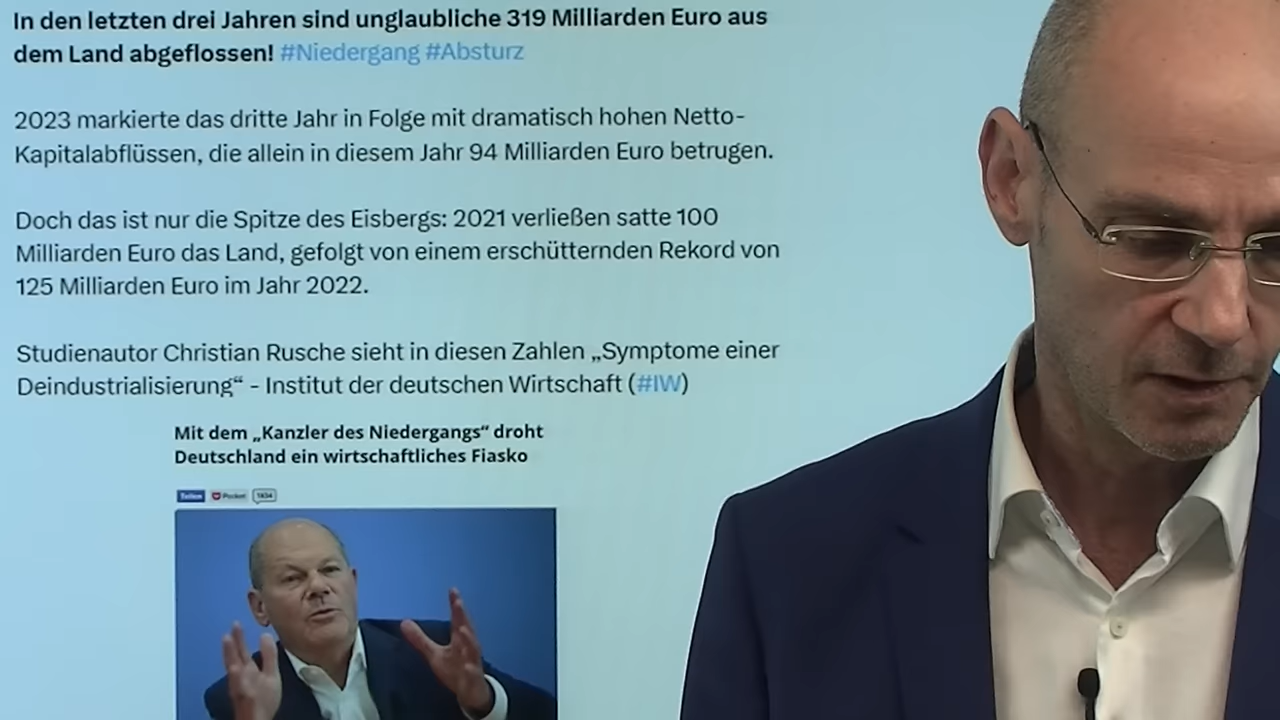 In den letzten drei Jahren sind unglaubliche 319 Milliarden Euro aus
dem Land abgeflossen! #Niedergang #Absturz
2023 markierte das dritte Jahr in Folge mit dramatisch hohen Netto-
Kapitalabflüssen, die allein in diesem Jahr 94 Milliarden Euro betrugen.
Doch das ist nur die Spitze des Eisbergs: 2021 verließen satte 100
Milliarden Euro das Land, gefolgt von einem erschütternden Rekord von
125 Milliarden Euro im Jahr 2022.
Studienautor Christian Rusche sieht in diesen Zahlen „Symptome einer
Deindustrialisierung“ - Institut der deutschen Wirtschaft (#IW)
Mit dem „Kanzler des Niedergangs“ droht
Deutschland ein wirtschaftliches Fiasko
Teilen Pocket 1834